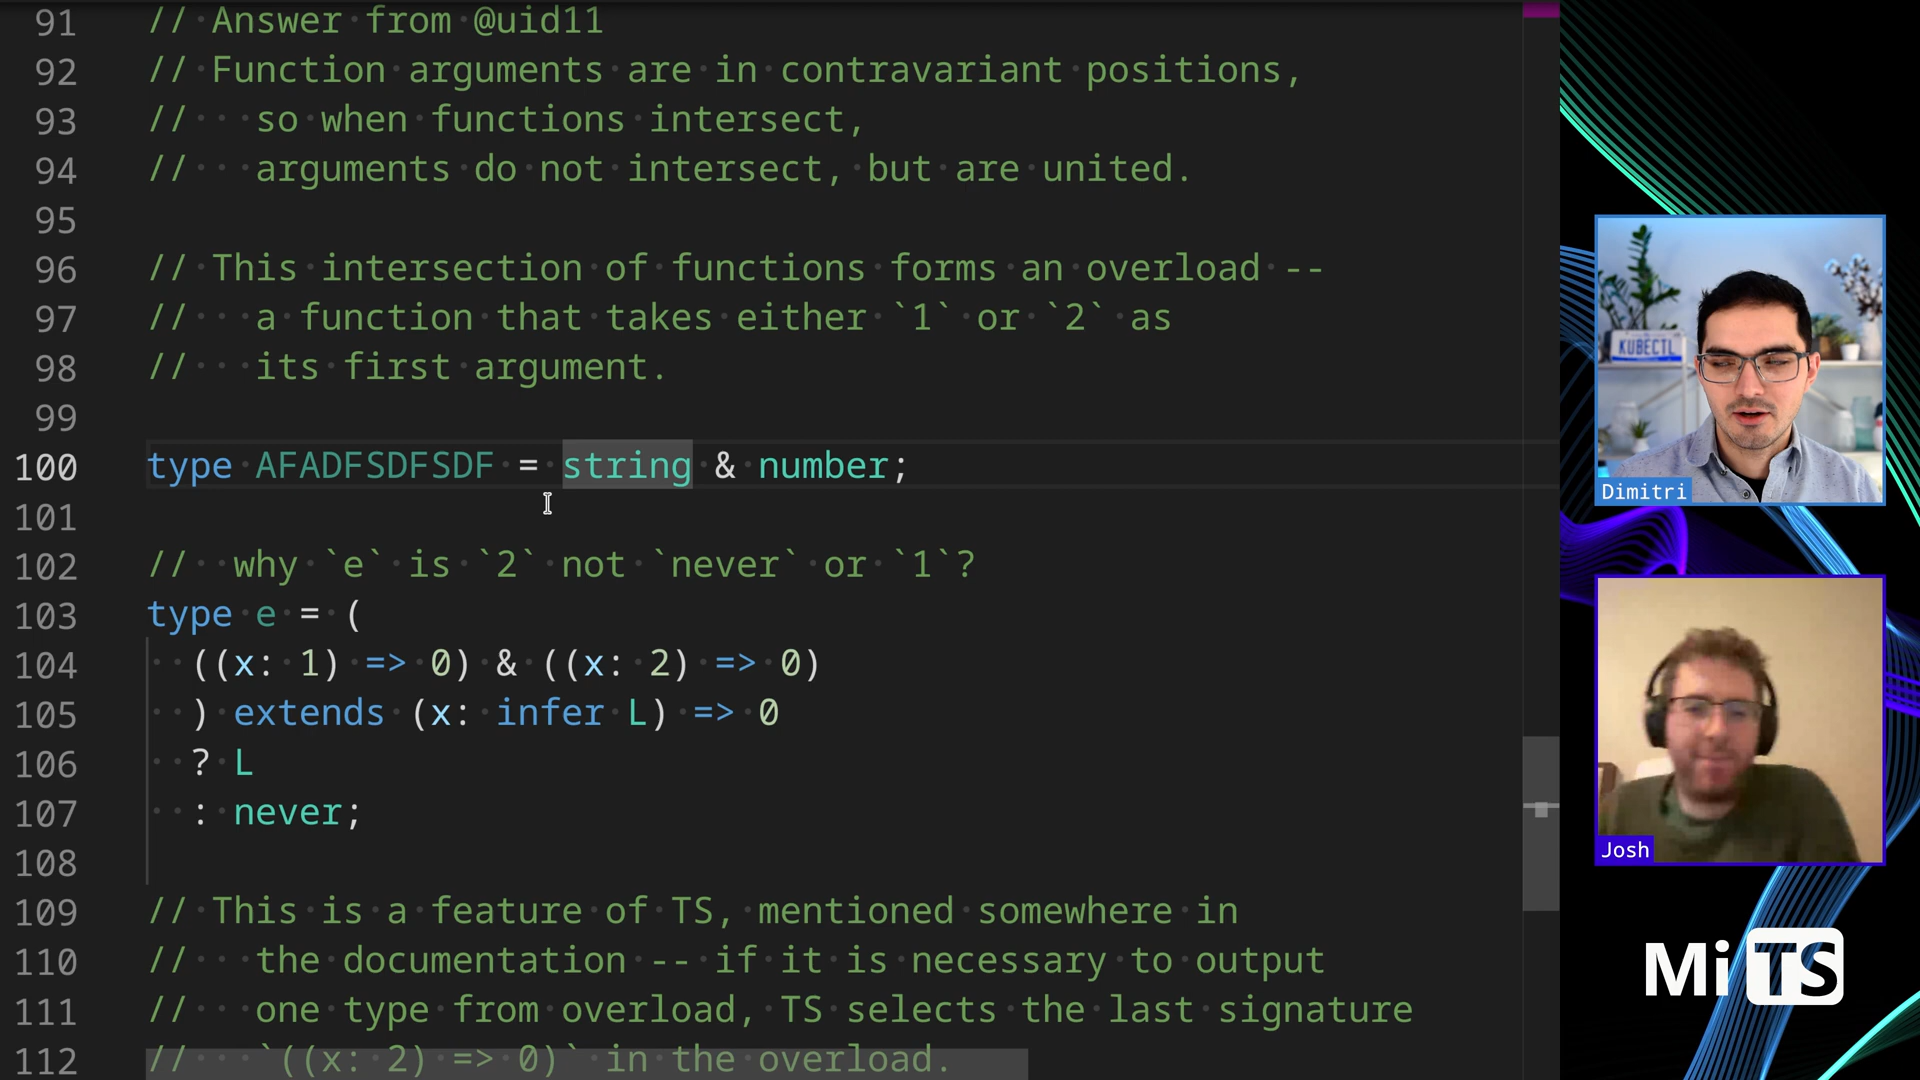 91 // Answer from @uid11
92 // Function arguments are in contravariant positions,
93 //   so when functions intersect,
94 //   arguments do not intersect, but are united.
95
96 // This intersection of functions forms an overload --
97 //   a function that takes either `1` or `2` as
98 //   its first argument.
99
100 type AFADFSDFSDF = string & number;
101
102 //  why `e` is `2` not `never` or `1`?
103 type e = (
104   ((x: 1) => 0) & ((x: 2) => 0)
105   ) extends (x: infer L) => 0
106   ? L
107   : never;
108
109 // This is a feature of TS, mentioned somewhere in
110 //   the documentation -- if it is necessary to output
111 //   one type from overload, TS selects the last signature
112 //   `((x: 2) => 0)` in the overload.
KUBECTL
Dimitri
Josh
MiTS